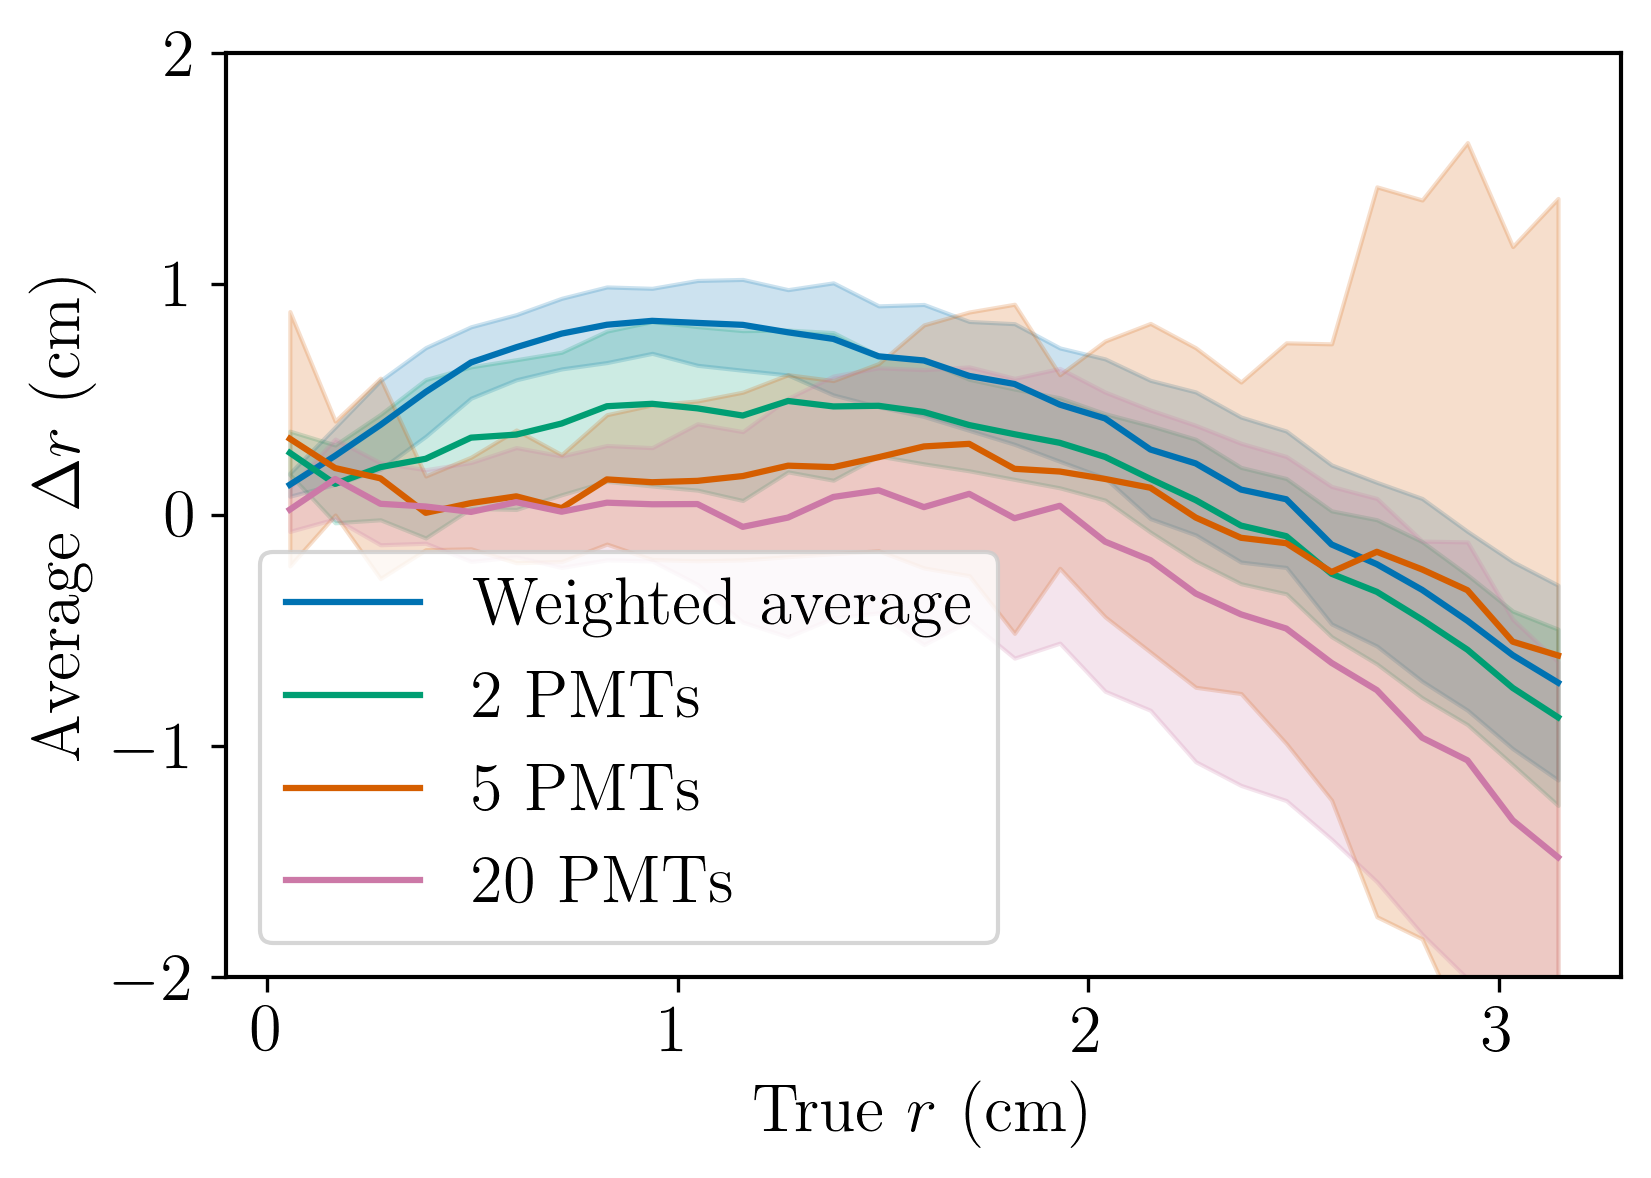 Average Δr (cm)
2
1
0
−1
−2
Weighted average
2 PMTs
5 PMTs
20 PMTs
0 1 2 3
True r (cm)